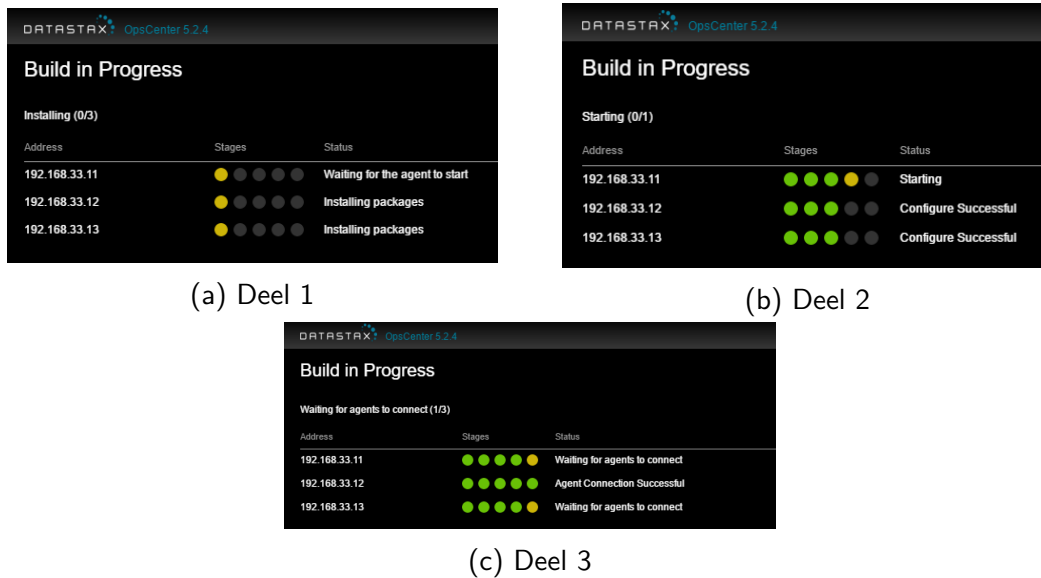 DATASTAX OpsCenter 5.2.4
Build in Progress
Installing (0/3)
Address Stages Status
192.168.33.11 Waiting for the agent to start
192.168.33.12 Installing packages
192.168.33.13 Installing packages
(a) Deel 1
DATASTAX OpsCenter 5.2.4
Build in Progress
Starting (0/1)
Address Stages Status
192.168.33.11 Starting
192.168.33.12 Configure Successful
192.168.33.13 Configure Successful
(b) Deel 2
DATASTAX OpsCenter 5.2.4
Build in Progress
Waiting for agents to connect (1/3)
Address Stages Status
192.168.33.11 Waiting for agents to connect
192.168.33.12 Agent Connection Successful
192.168.33.13 Waiting for agents to connect
(c) Deel 3